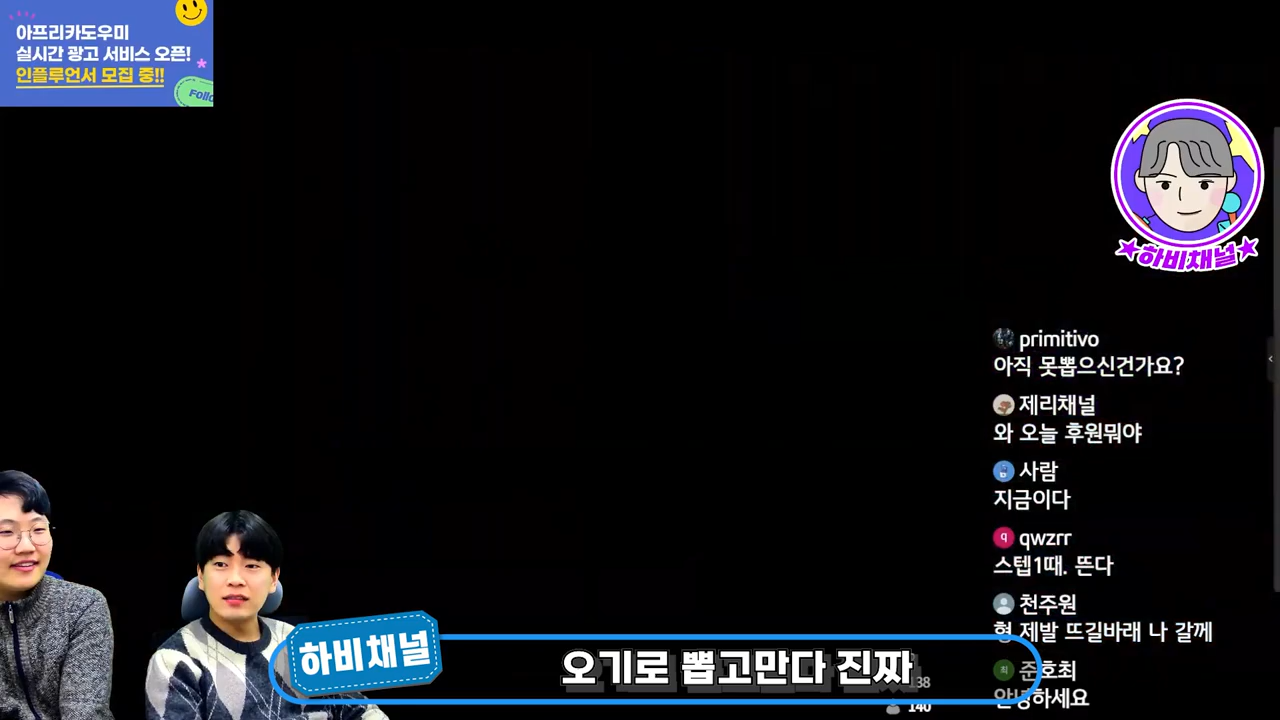 아프리카도우미
실시간 광고 서비스 오픈!
인플루언서 모집 중!!
하비채널
primitivo
아직 못뽑으신건가요?
제리채널
와 오늘 후원뭐야
사람
지금이다
q qwzrr
스텝1때. 뜬다
천주원
형 제발 뜨길바래 나 갈께
최 준호최
안녕하세요
하비채널
오기로 뽑고만다 진짜
140